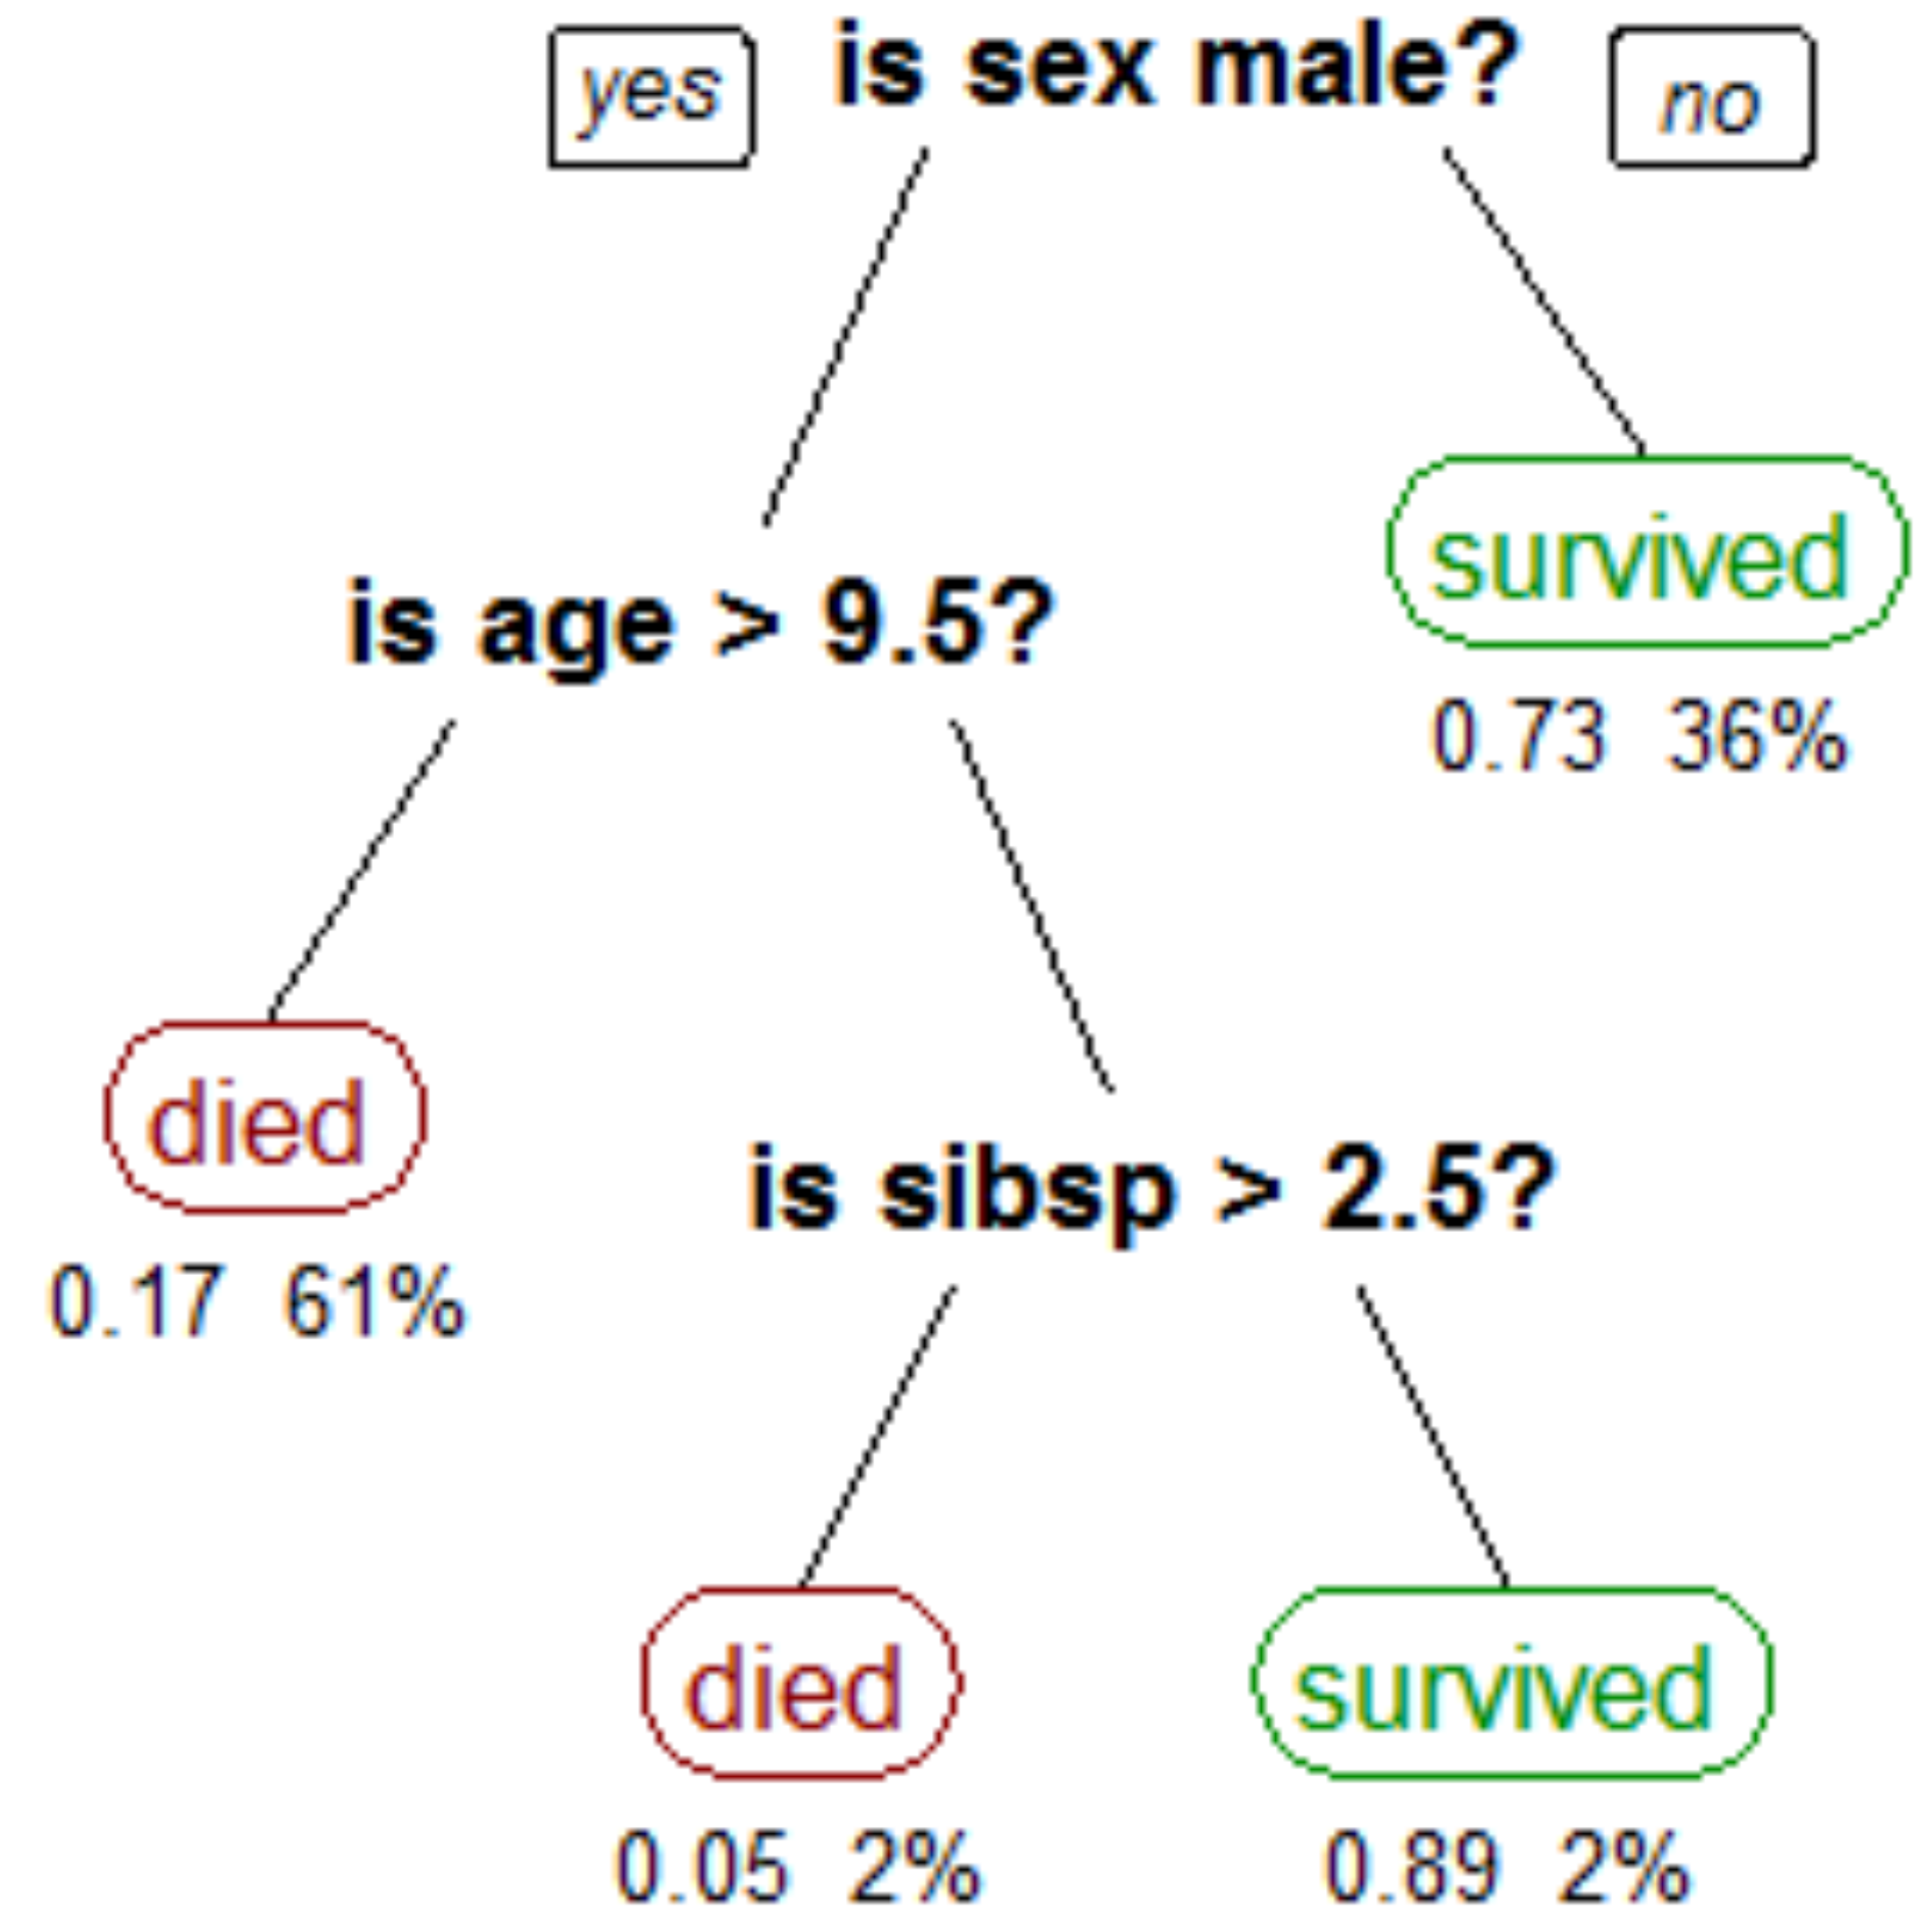 yes
is sex male?
no
is age > 9.5?
survived
0.73 36%
died
0.17 61%
is sibsp > 2.5?
died
0.05 2%
survived
0.89 2%